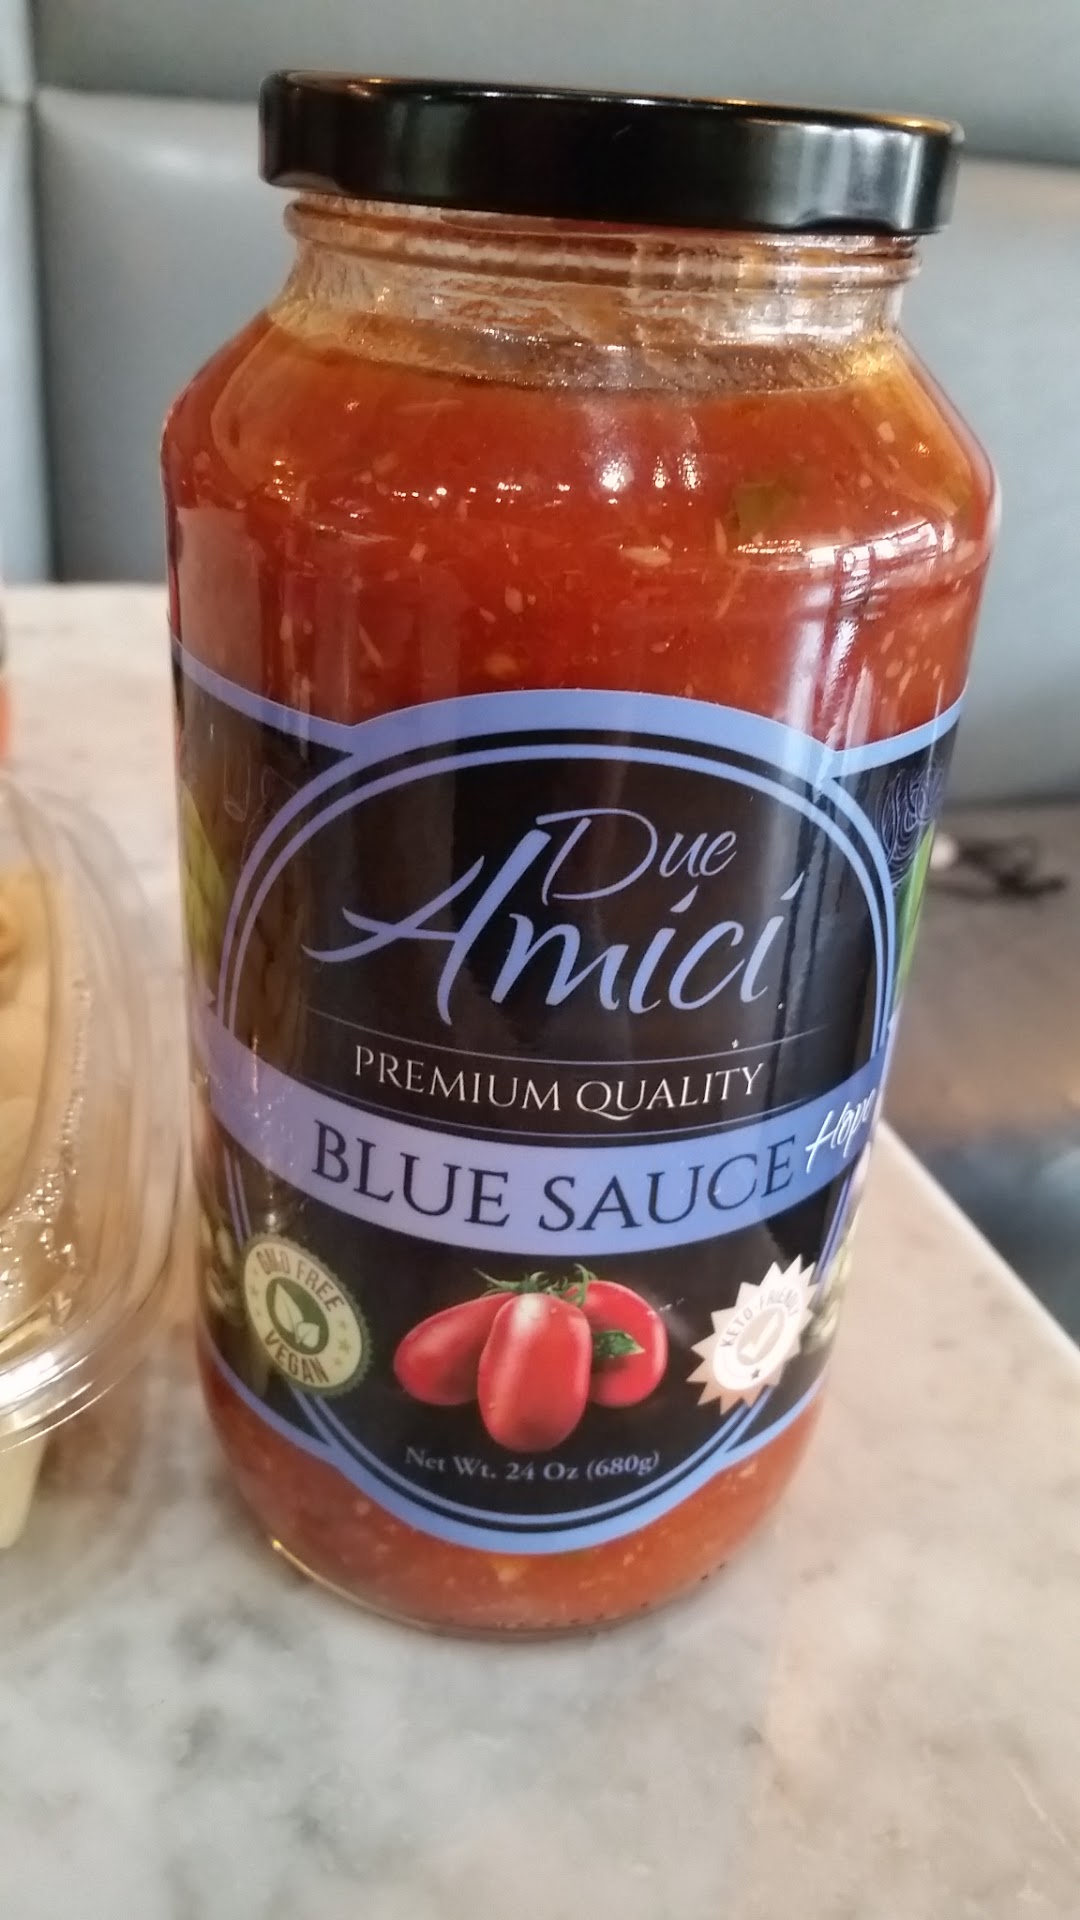 Due
Amici
PREMIUM QUALITY
BLUE SAUCE Hope
GMO FREE
VEGAN
KETO FRIENDLY
Net Wt. 24 Oz (680g)